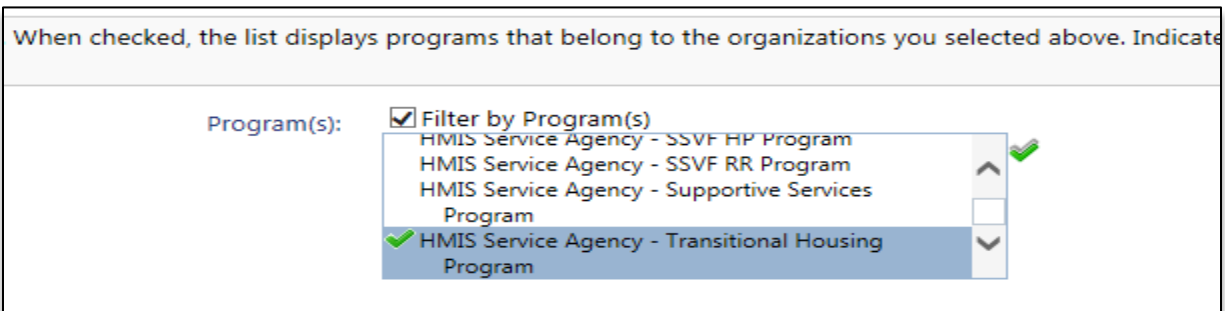 When checked, the list displays programs that belong to the organizations you selected above. Indicate
Program(s):
Filter by Program(s)
HMIS Service Agency - SSVF HP Program
HMIS Service Agency - SSVF RR Program
HMIS Service Agency - Supportive Services
Program
HMIS Service Agency - Transitional Housing
Program